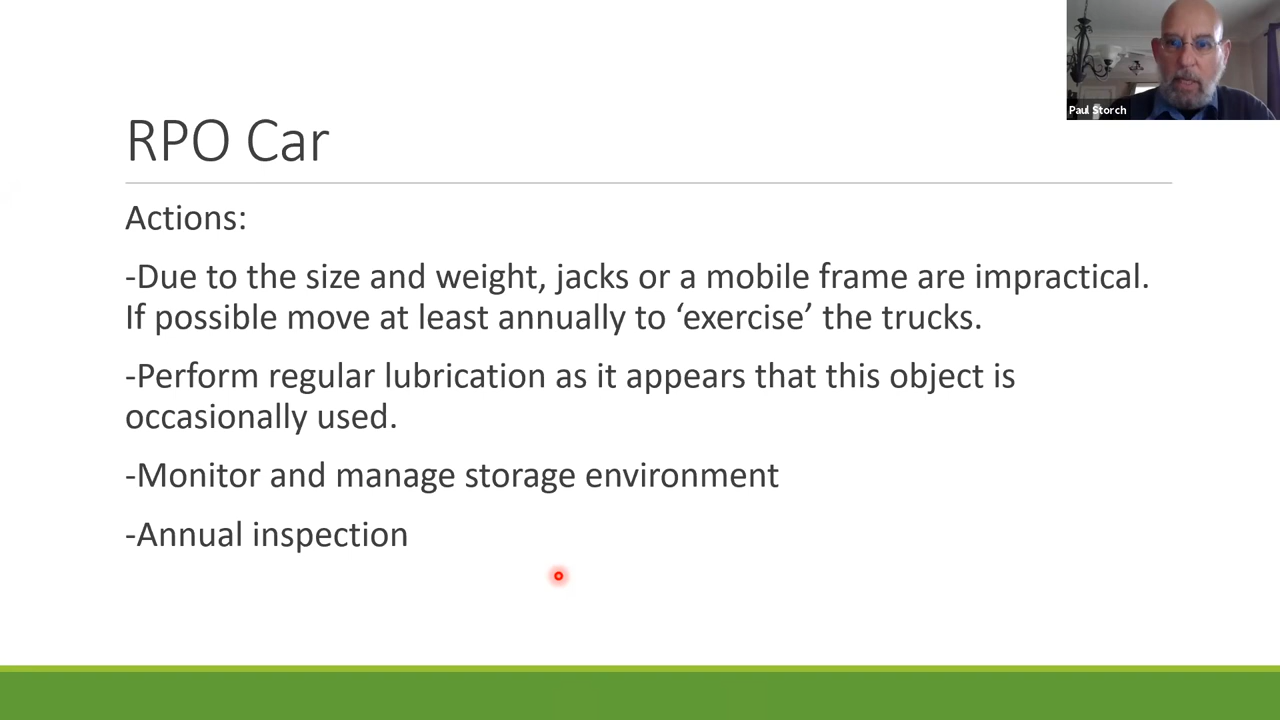 Paul Storch
RPO Car
Actions:
-Due to the size and weight, jacks or a mobile frame are impractical.
If possible move at least annually to ‘exercise’ the trucks.
-Perform regular lubrication as it appears that this object is
occasionally used.
-Monitor and manage storage environment
-Annual inspection